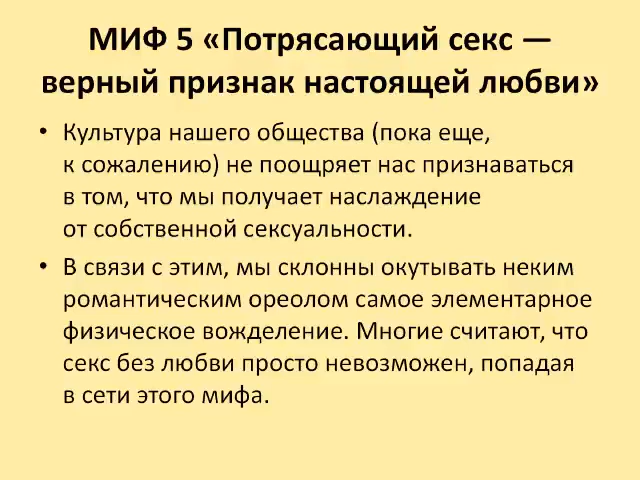 МИФ 5 «Потрясающий секс —
верный признак настоящей любви»
• Культура нашего общества (пока еще,
к сожалению) не поощряет нас признаваться
в том, что мы получает наслаждение
от собственной сексуальности.
• В связи с этим, мы склонны окутывать неким
романтическим ореолом самое элементарное
физическое вожделение. Многие считают, что
секс без любви просто невозможен, попадая
в сети этого мифа.